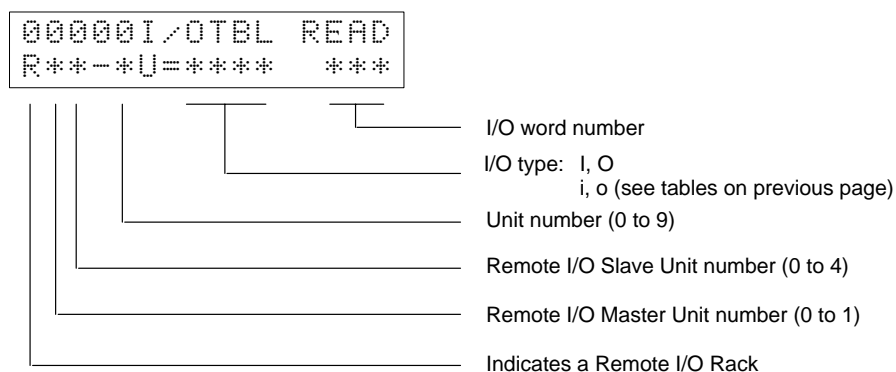 00000I/OTBL READ
R**-*U=**** ***
I/O word number
I/O type: I, O
i, o (see tables on previous page)
Unit number (0 to 9)
Remote I/O Slave Unit number (0 to 4)
Remote I/O Master Unit number (0 to 1)
Indicates a Remote I/O Rack